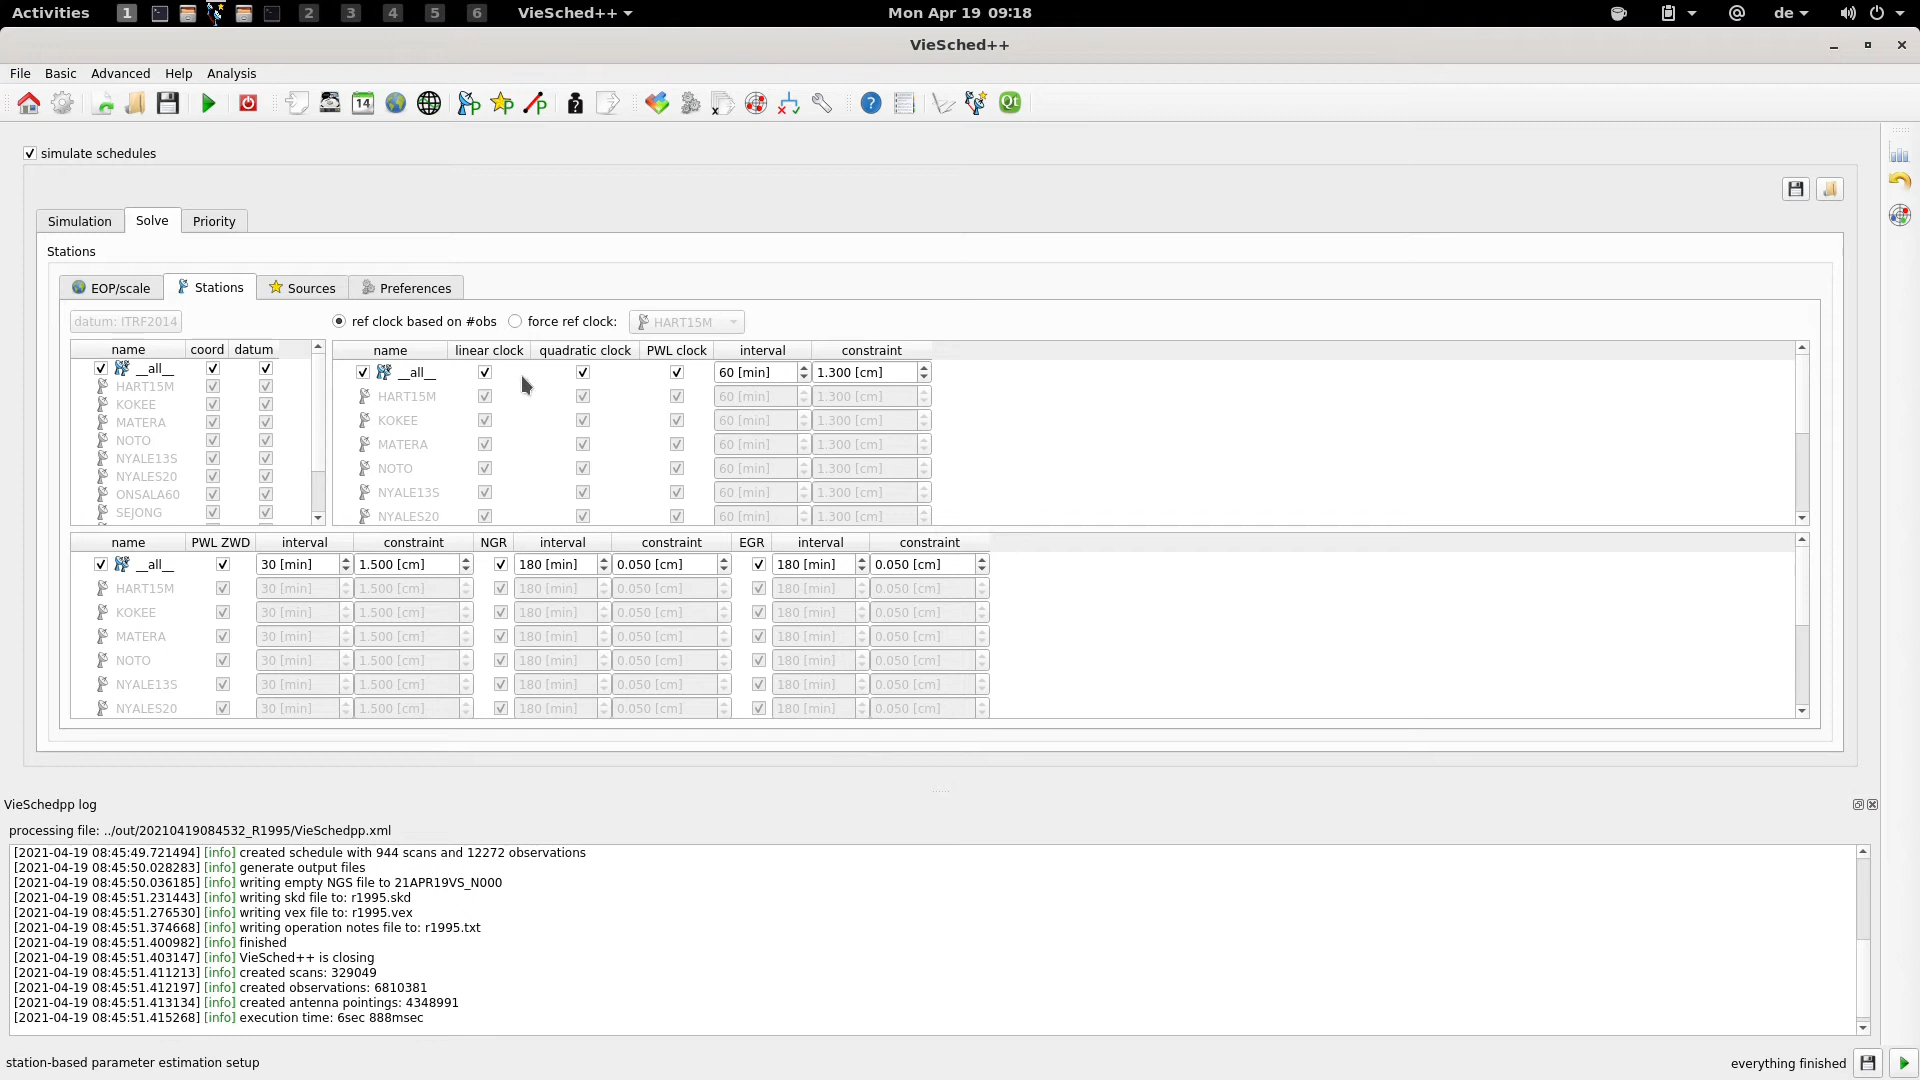 Activities 1 2 3 4 5 6 VieSched++ Mon Apr 19 09:18 de
VieSched++
File Basic Advanced Help Analysis
14 P P P ? Qt
simulate schedules
Simulation Solve Priority
Stations
EOP/scale Stations Sources Preferences
datum: ITRF2014 ref clock based on #obs force ref clock: HART15M
name coord datum
__all__
HART15M
KOKEE
MATERA
NOTO
NYALE13S
NYALES20
ONSALA60
SEJONG
name linear clock quadratic clock PWL clock interval constraint
__all__ 60 [min] 1.300 [cm]
HART15M 60 [min] 1.300 [cm]
KOKEE 60 [min] 1.300 [cm]
MATERA 60 [min] 1.300 [cm]
NOTO 60 [min] 1.300 [cm]
NYALE13S 60 [min] 1.300 [cm]
NYALES20 60 [min] 1.300 [cm]
name PWL ZWD interval constraint NGR interval constraint EGR interval constraint
__all__ 30 [min] 1.500 [cm] 180 [min] 0.050 [cm] 180 [min] 0.050 [cm]
HART15M 30 [min] 1.500 [cm] 180 [min] 0.050 [cm] 180 [min] 0.050 [cm]
KOKEE 30 [min] 1.500 [cm] 180 [min] 0.050 [cm] 180 [min] 0.050 [cm]
MATERA 30 [min] 1.500 [cm] 180 [min] 0.050 [cm] 180 [min] 0.050 [cm]
NOTO 30 [min] 1.500 [cm] 180 [min] 0.050 [cm] 180 [min] 0.050 [cm]
NYALE13S 30 [min] 1.500 [cm] 180 [min] 0.050 [cm] 180 [min] 0.050 [cm]
NYALES20 30 [min] 1.500 [cm] 180 [min] 0.050 [cm] 180 [min] 0.050 [cm]
VieSchedpp log
processing file: ../out/20210419084532_R1995/VieSchedpp.xml
[2021-04-19 08:45:49.721494] [info] created schedule with 944 scans and 12272 observations
[2021-04-19 08:45:50.028283] [info] generate output files
[2021-04-19 08:45:50.036185] [info] writing empty NGS file to 21APR19VS_N000
[2021-04-19 08:45:51.231443] [info] writing skd file to: r1995.skd
[2021-04-19 08:45:51.276530] [info] writing vex file to: r1995.vex
[2021-04-19 08:45:51.374668] [info] writing operation notes file to: r1995.txt
[2021-04-19 08:45:51.400982] [info] finished
[2021-04-19 08:45:51.403147] [info] VieSched++ is closing
[2021-04-19 08:45:51.411213] [info] created scans: 329049
[2021-04-19 08:45:51.412197] [info] created observations: 6810381
[2021-04-19 08:45:51.413134] [info] created antenna pointings: 4348991
[2021-04-19 08:45:51.415268] [info] execution time: 6sec 888msec
station-based parameter estimation setup everything finished